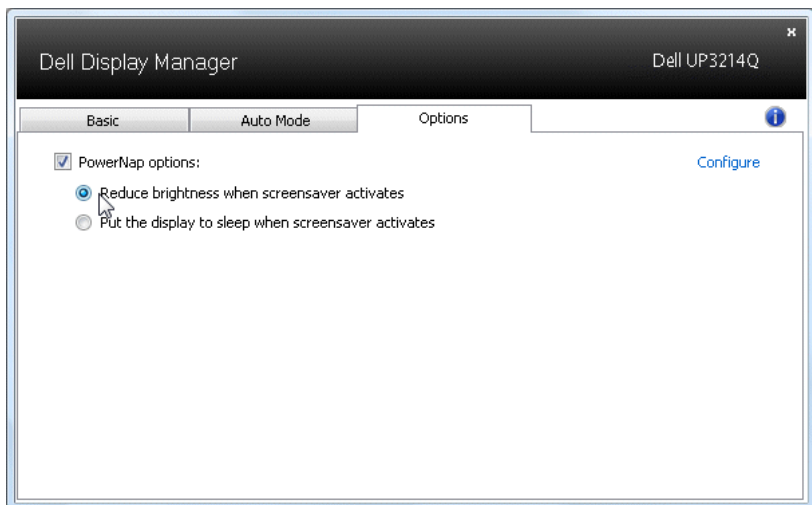 x
Dell Display Manager
Dell UP3214Q
Basic
Auto Mode
Options
i
PowerNap options:
Configure
Reduce brightness when screensaver activates
Put the display to sleep when screensaver activates